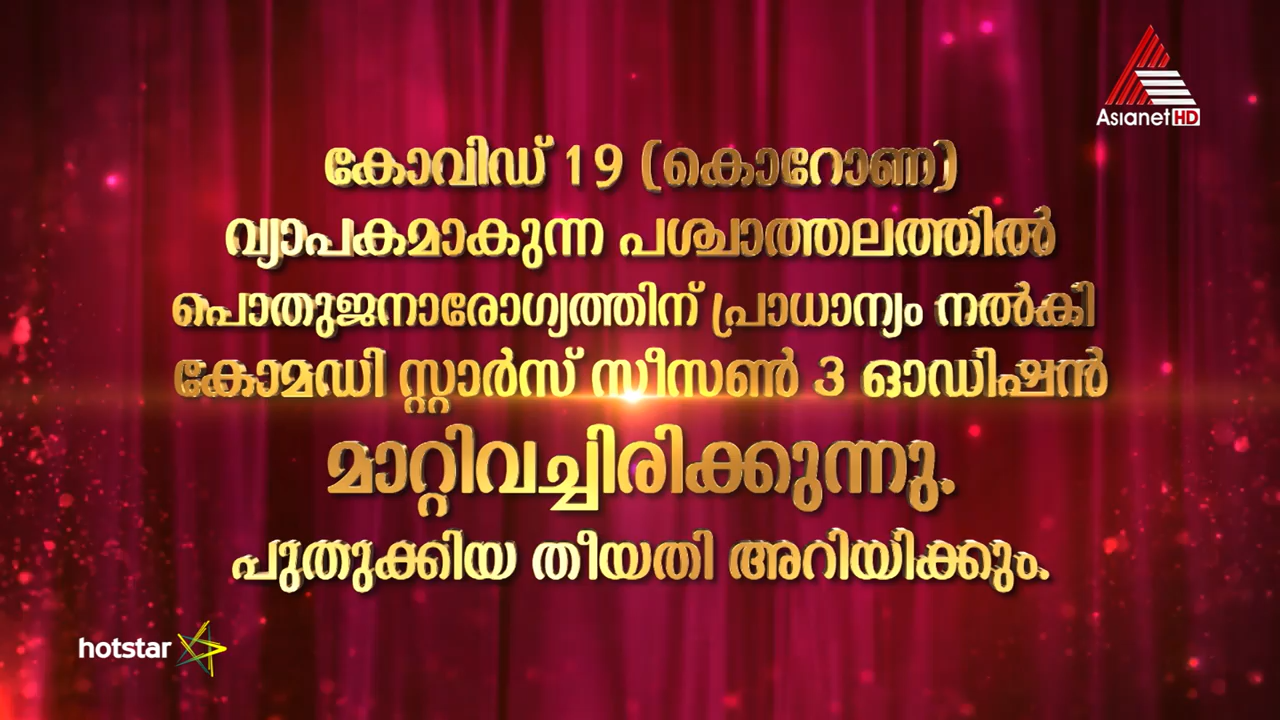 Asianet HD
കോവിഡ് 19 (കൊറോണ)
വ്യാപകമാകുന്ന പശ്ചാത്തലത്തിൽ
പൊതുജനാരോഗ്യത്തിന് പ്രാധാന്യം നൽകി
കോമഡി സ്റ്റാർസ് സീസൺ 3 ഓഡിഷൻ
മാറ്റിവച്ചിരിക്കുന്നു.
പുതുക്കിയ തീയതി അറിയിക്കും.
hotstar